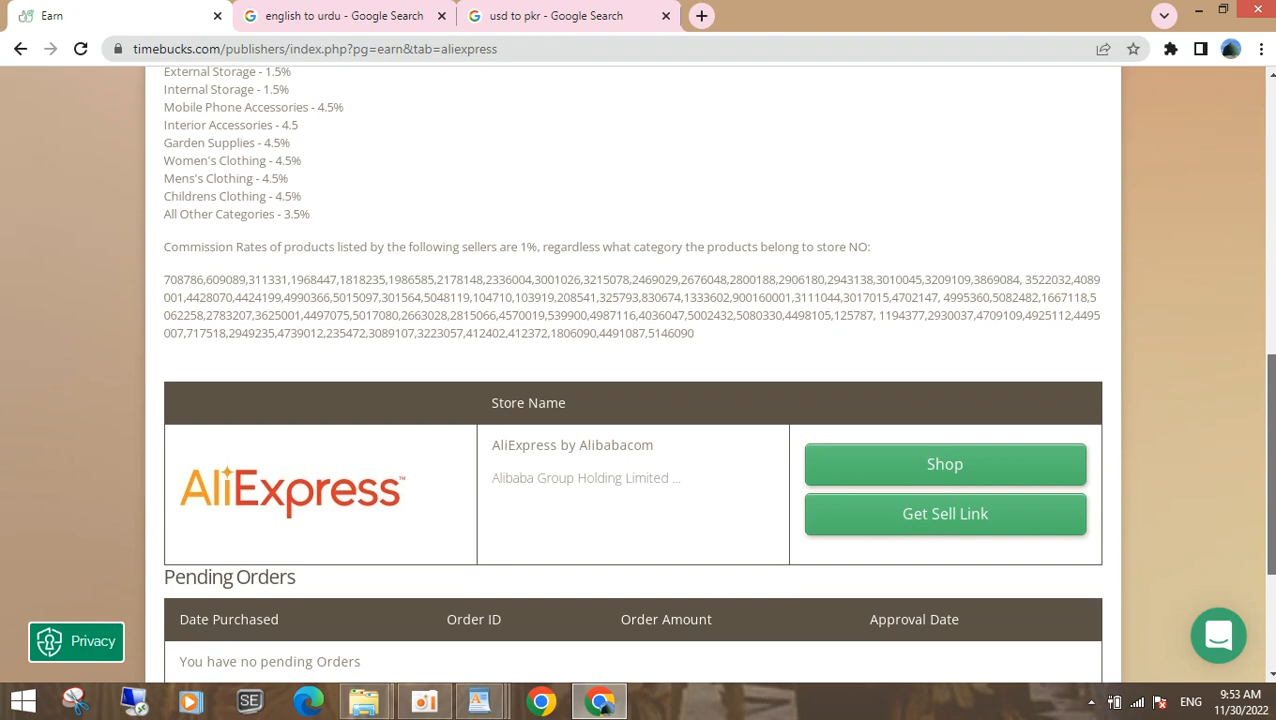 Earn
english to urdu - Google Search
usd to pkr - Google Search
timebucks.com/publishers/index.php?pg=earn&tab=aliexpress
External Storage - 1.5%
Internal Storage - 1.5%
Mobile Phone Accessories - 4.5%
Interior Accessories - 4.5
Garden Supplies - 4.5%
Women's Clothing - 4.5%
Mens's Clothing - 4.5%
Childrens Clothing - 4.5%
All Other Categories - 3.5%
Commission Rates of products listed by the following sellers are 1%, regardless what category the products belong to store NO:
708786,609089,311331,1968447,1818235,1986585,2178148,2336004,3001026,3215078,2469029,2676048,2800188,2906180,2943138,3010045,3209109,3869084, 3522032,4089
001,4428070,4424199,4990366,5015097,301564,5048119,104710,103919,208541,325793,830674,1333602,900160001,3111044,3017015,4702147, 4995360,5082482,1667118,5
062258,2783207,3625001,4497075,5017080,2663028,2815066,4570019,539900,4987116,4036047,5002432,5080330,4498105,125787, 1194377,2930037,4709109,4925112,4495
007,717518,2949235,4739012,235472,3089107,3223057,412402,412372,1806090,4491087,5146090
Store Name
AliExpress™
AliExpress by Alibabacom
Alibaba Group Holding Limited ...
Shop
Get Sell Link
Pending Orders
Date Purchased Order ID Order Amount Approval Date
You have no pending Orders
Privacy
SE
ENG
9:53 AM
11/30/2022